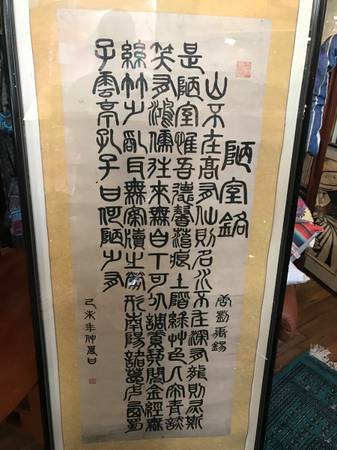 陋室銘
唐劉禹錫
山不在高有仙則名水不在深有龍則靈斯
是陋室惟吾德馨苔痕上階綠草色入簾青談
笑有鴻儒往來無白丁可以調素琴閱金經無
絲竹之亂耳無案牘之勞形南陽諸葛廬西蜀
子雲亭孔子曰何陋之有
己未年仲夏日